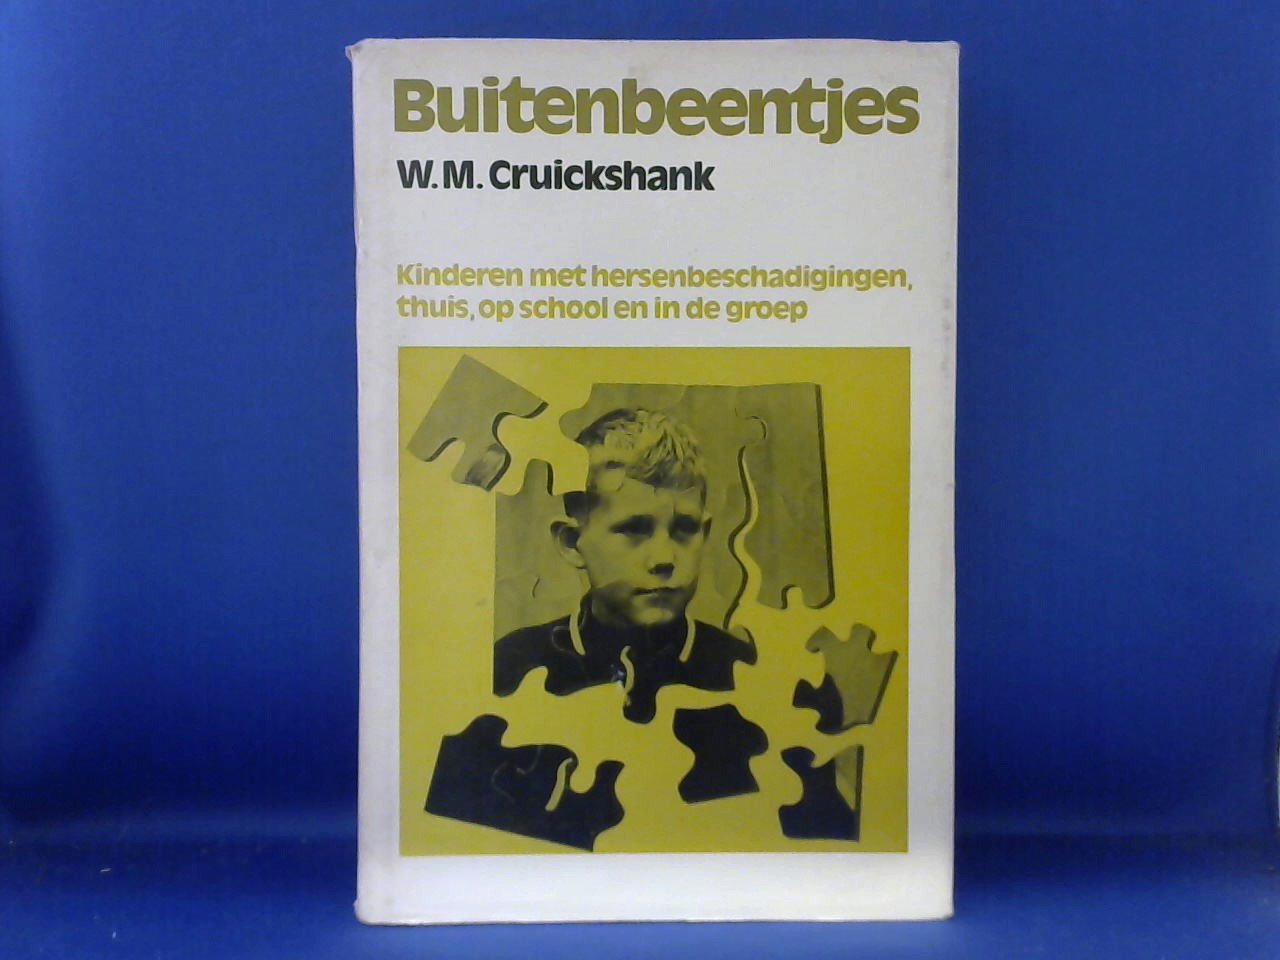 Buitenbeentjes
W.M. Cruickshank
Kinderen met hersenbeschadigingen,
thuis, op school en in de groep